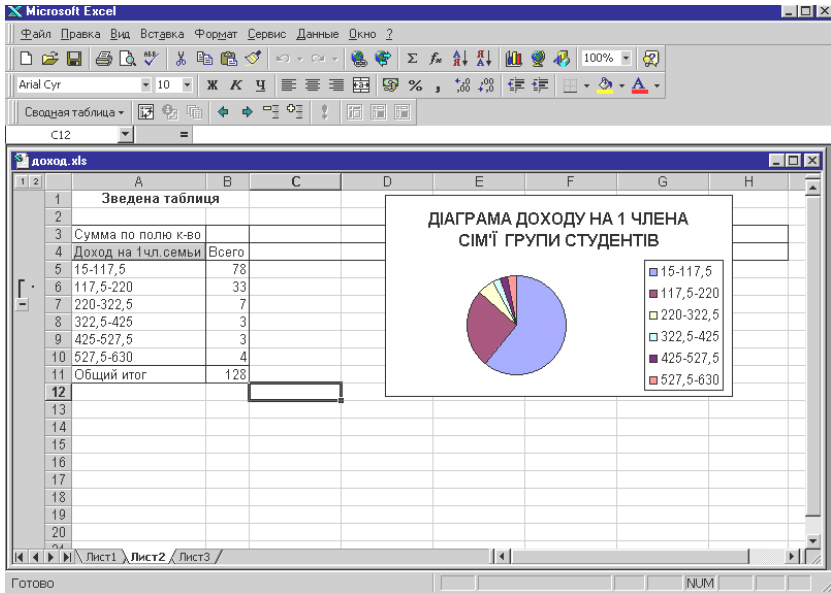 Microsoft Excel
Файл Правка Вид Вставка Формат Сервис Данные Окно ?
100%
Arial Cyr 10 Ж К Ч
Сводная таблица
C12 =
доход.xls
1 2 A B C D E F G H
1 Зведена таблиця
2
3 Сумма по полю к-во
4 Доход на 1чл.семьи Всего
5 15-117,5 78
6 117,5-220 33
7 220-322,5 7
8 322,5-425 3
9 425-527,5 3
10 527,5-630 4
11 Общий итог 128
12
13
14
15
16
17
18
19
20
ДІАГРАМА ДОХОДУ НА 1 ЧЛЕНА
СІМ'Ї ГРУПИ СТУДЕНТІВ
15-117,5
117,5-220
220-322,5
322,5-425
425-527,5
527,5-630
Лист1 Лист2 Лист3
Готово NUM